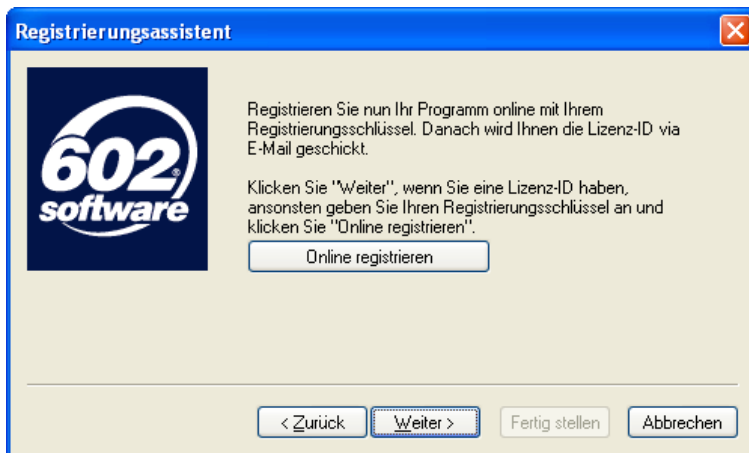 Registrierungsassistent
602
software
Registrieren Sie nun Ihr Programm online mit Ihrem
Registrierungsschlüssel. Danach wird Ihnen die Lizenz-ID via
E-Mail geschickt.
Klicken Sie "Weiter", wenn Sie eine Lizenz-ID haben,
ansonsten geben Sie Ihren Registrierungsschlüssel an und
klicken Sie "Online registrieren".
Online registrieren
< Zurück Weiter > Fertig stellen Abbrechen